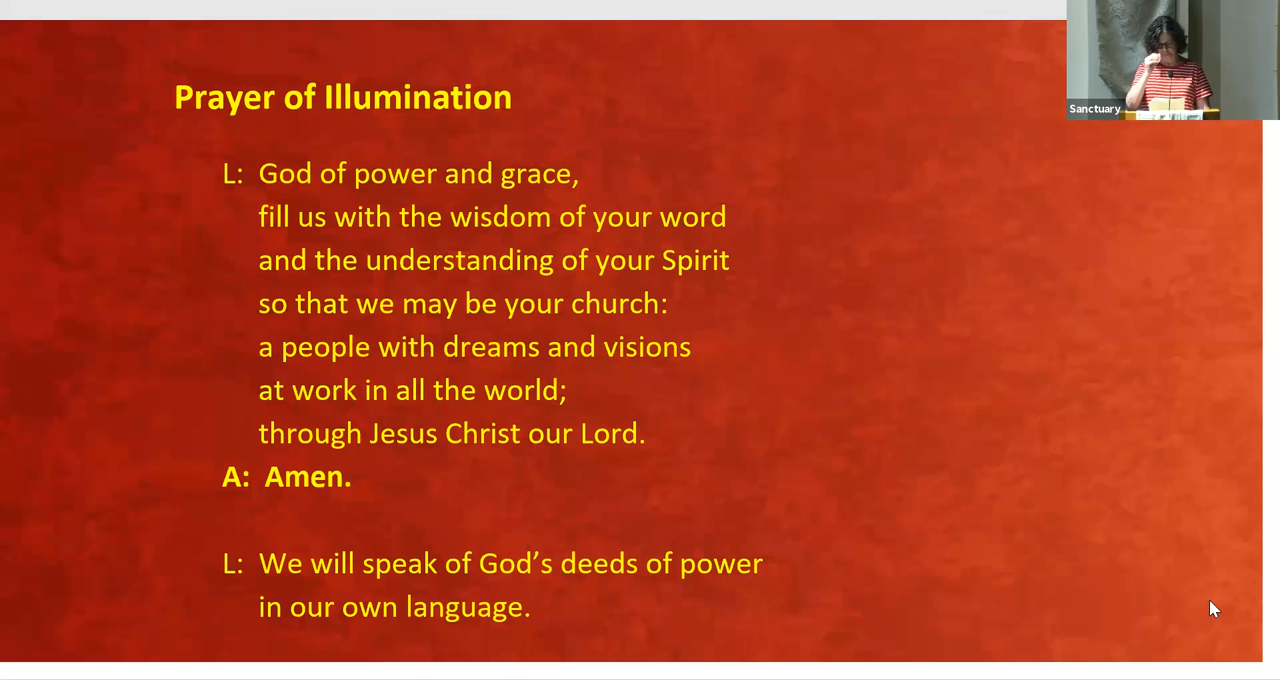 Sanctuary
Prayer of Illumination
L: God of power and grace,
fill us with the wisdom of your word
and the understanding of your Spirit
so that we may be your church:
a people with dreams and visions
at work in all the world;
through Jesus Christ our Lord.
A: Amen.
L: We will speak of God’s deeds of power
in our own language.